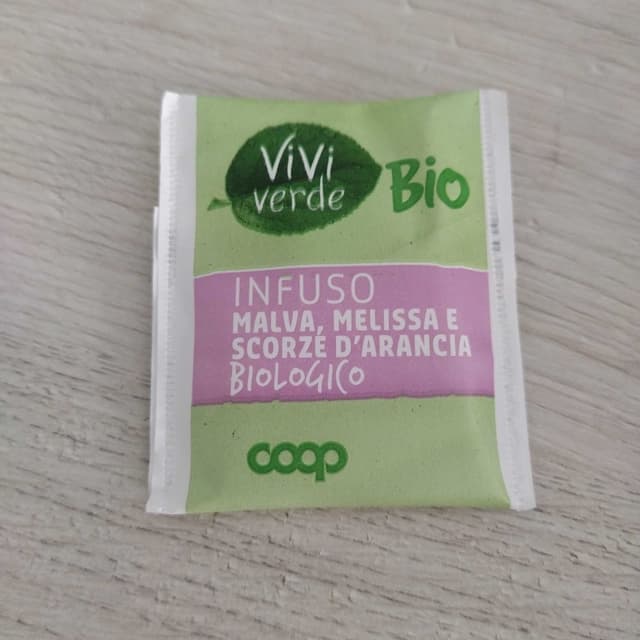 ViVi
verde
Bio
INFUSO
MALVA, MELISSA E
SCORZE D'ARANCIA
BIOLOGICO
coop